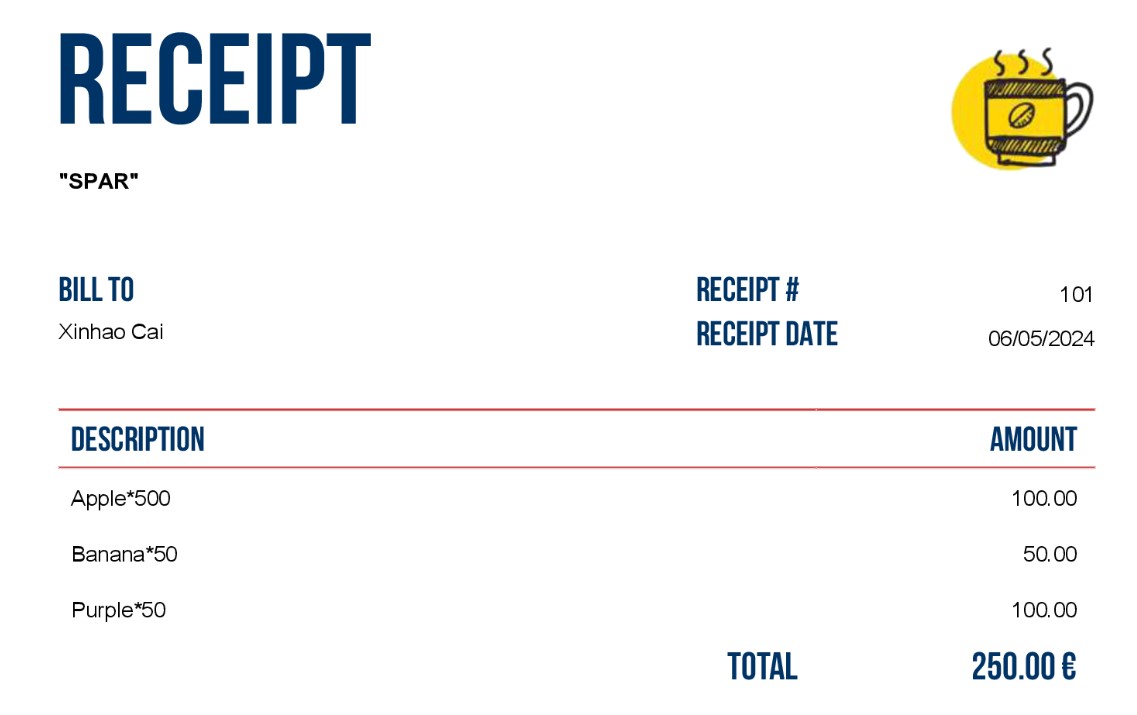 RECEIPT
"SPAR"
BILL TO
RECEIPT # 101
Xinhao Cai
RECEIPT DATE 06/05/2024
DESCRIPTION AMOUNT
Apple*500 100.00
Banana*50 50.00
Purple*50 100.00
TOTAL 250.00 €